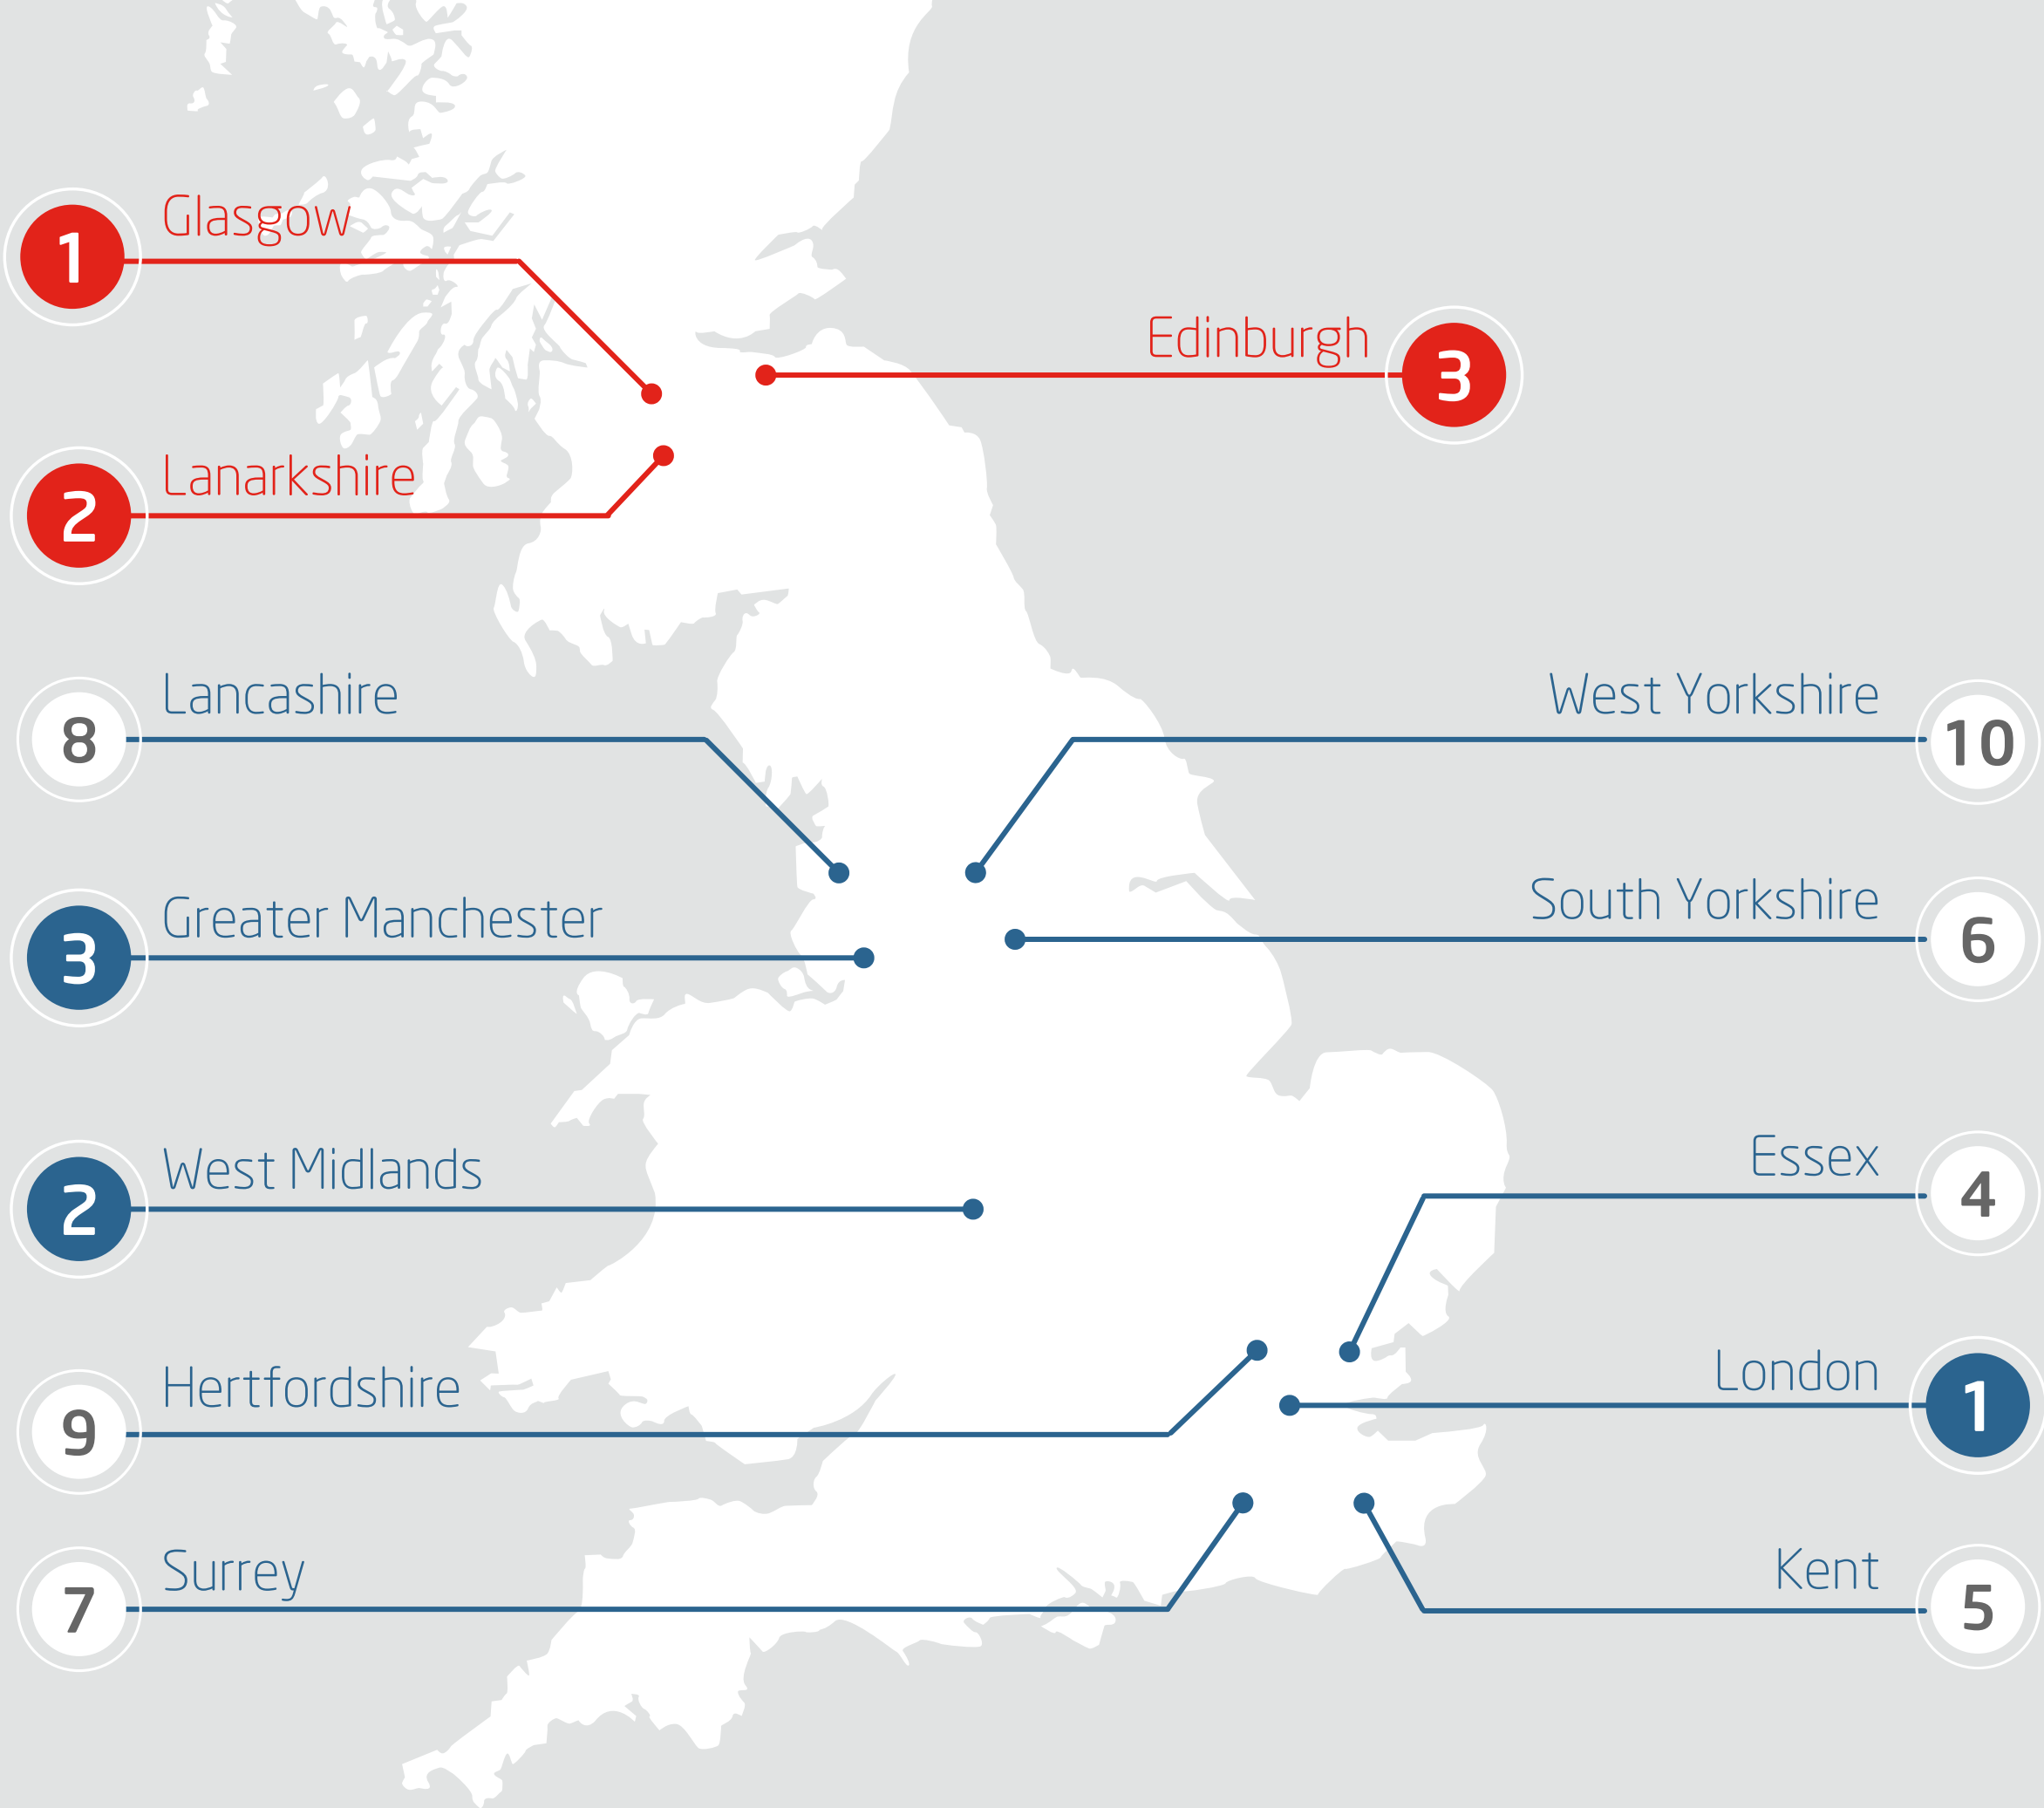 1 Glasgow
Edinburgh 3
2 Lanarkshire
8 Lancashire
West Yorkshire 10
3 Greater Manchester
South Yorkshire 6
2 West Midlands
Essex 4
9 Hertfordshire
London 1
7 Surrey
Kent 5